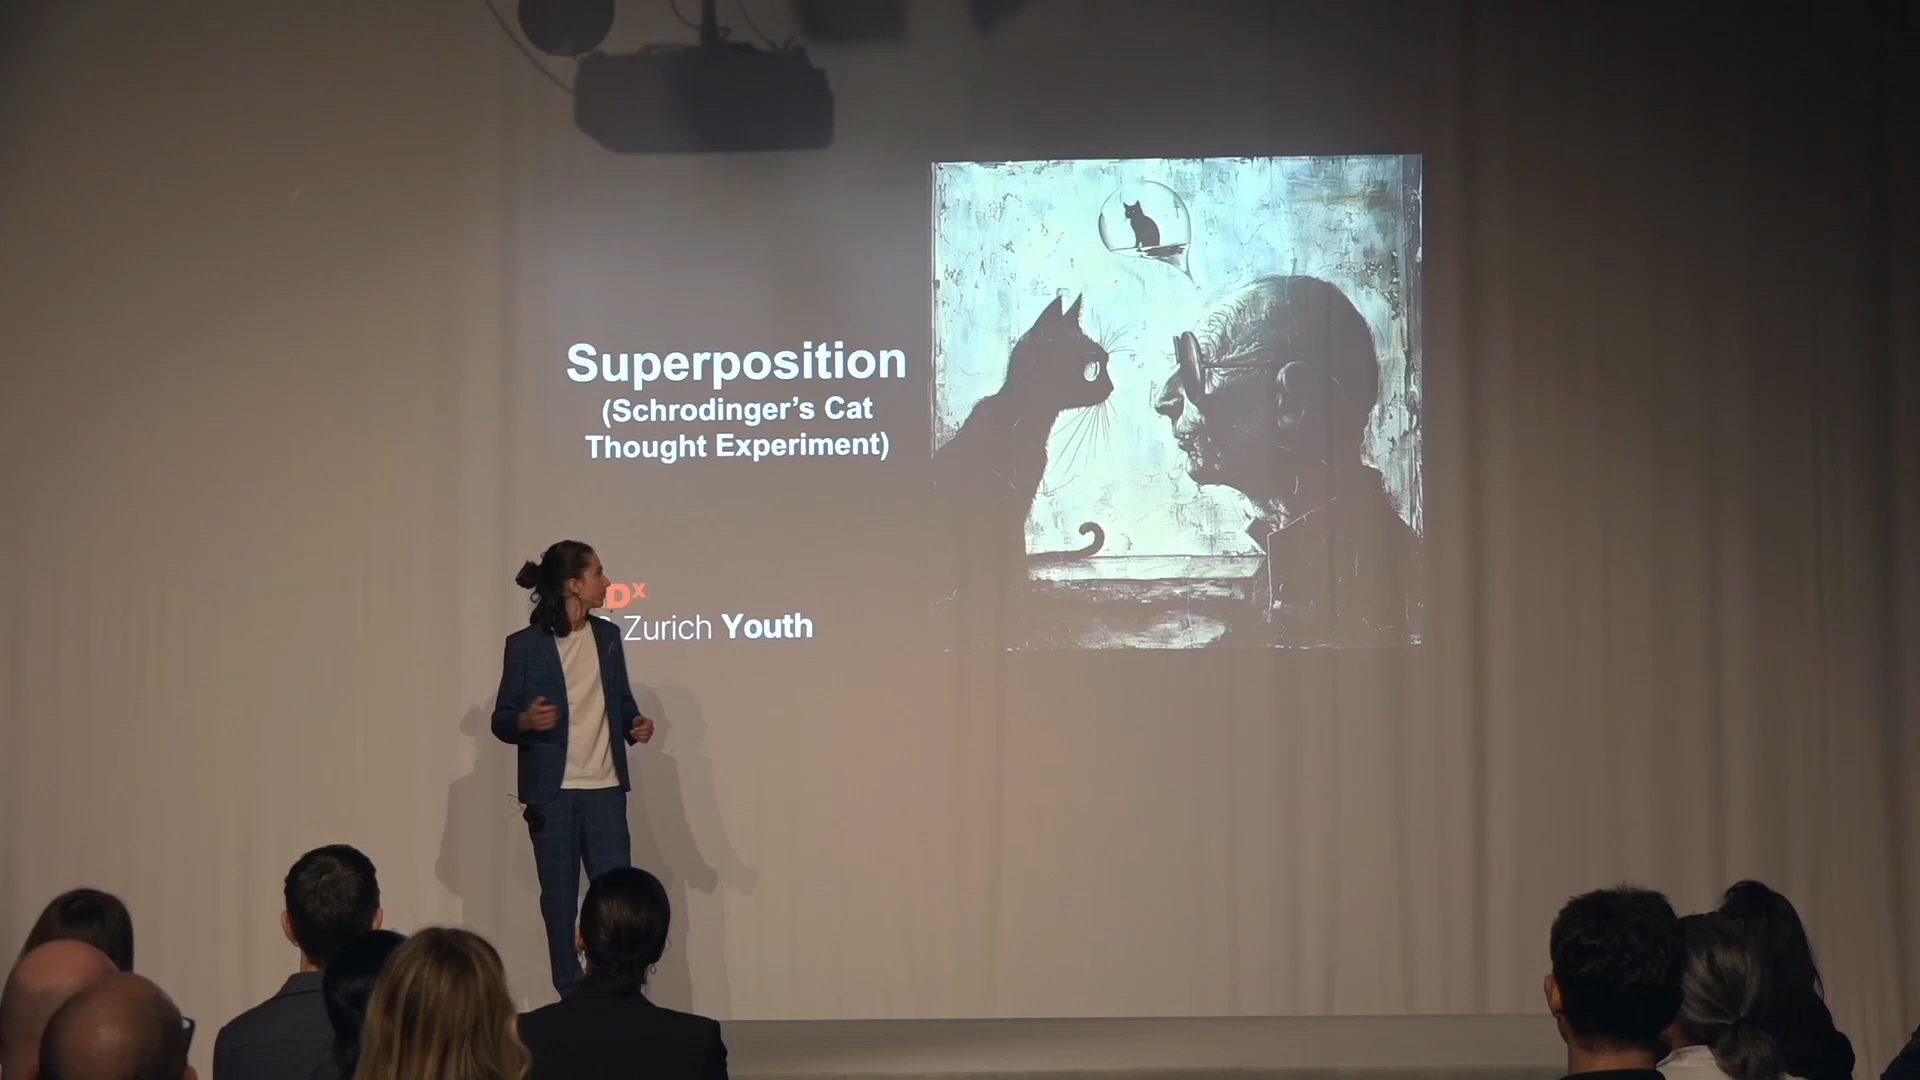 Superposition
(Schrodinger's Cat
Thought Experiment)
Zurich Youth